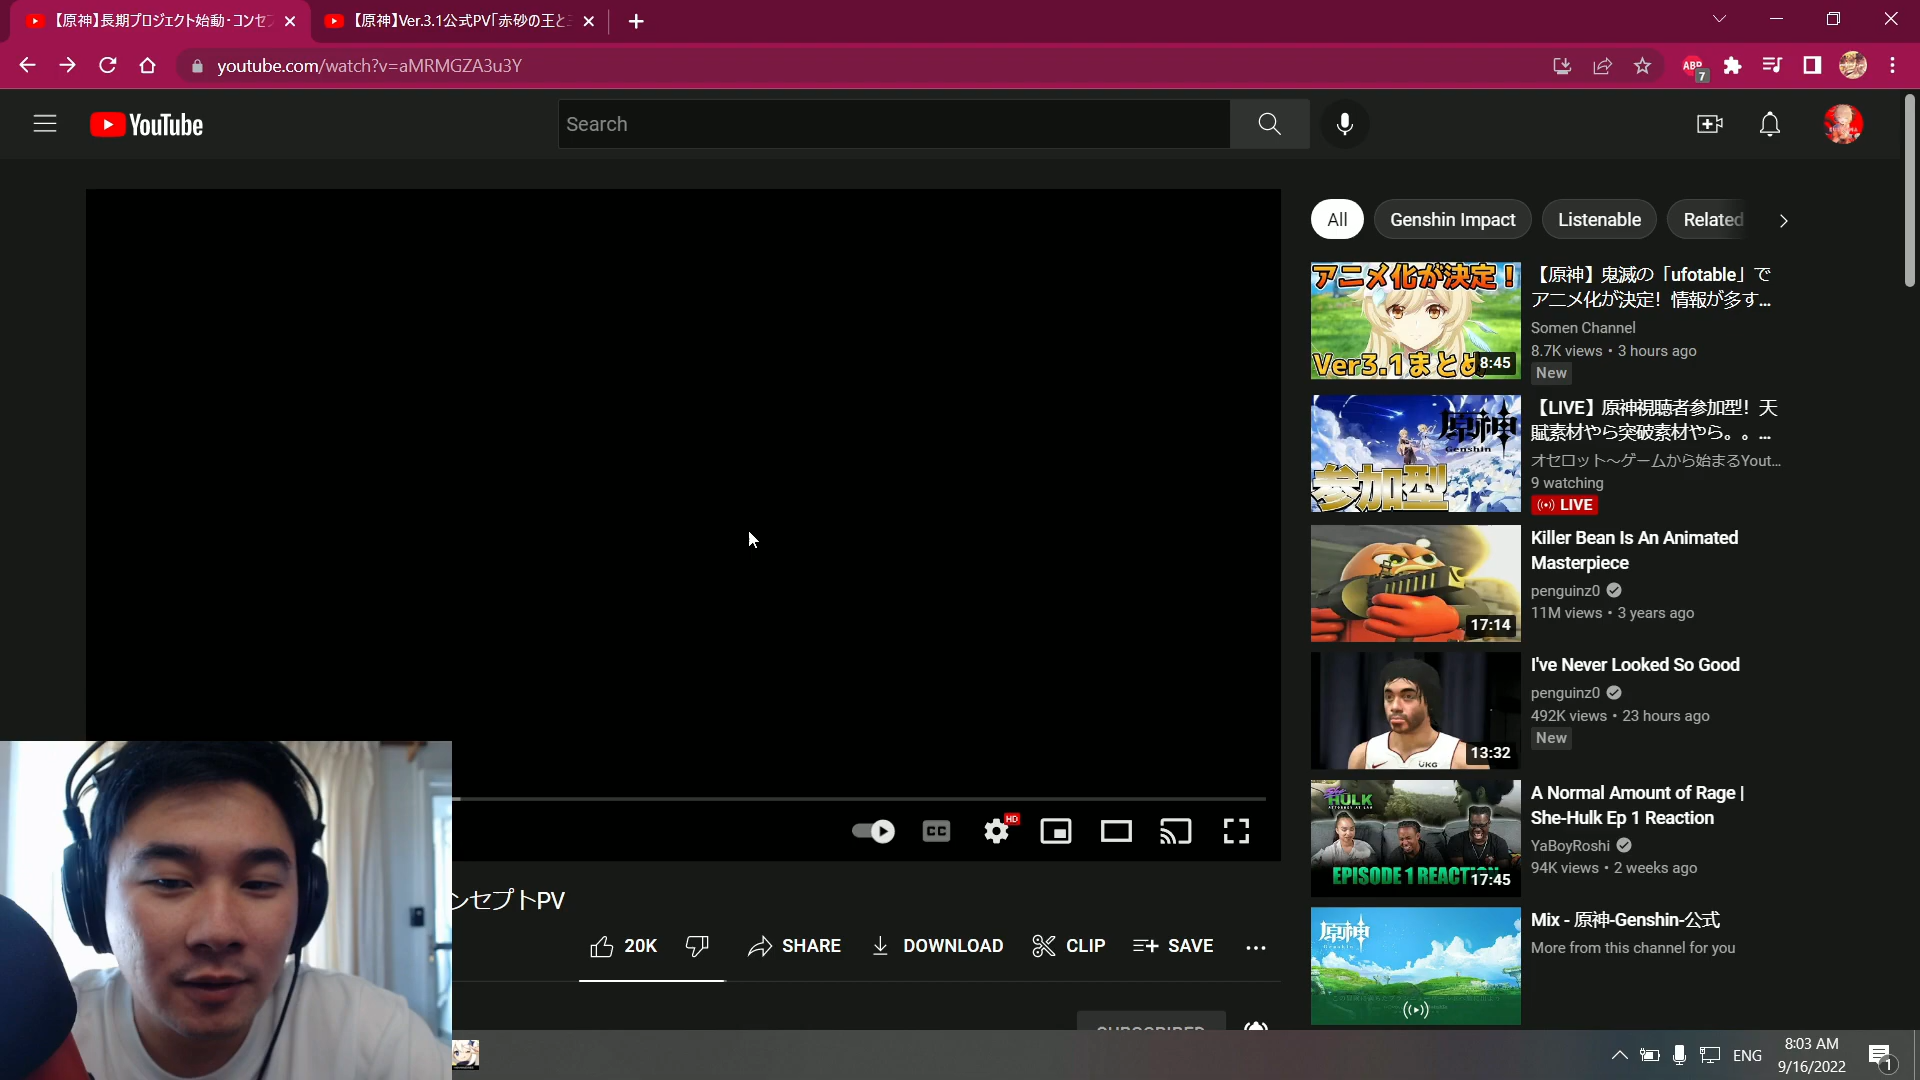 【原神】長期プロジェクト始動・コンセプ
【原神】Ver.3.1公式PV「赤砂の王と
youtube.com/watch?v=aMRMGZA3u3Y
ABP
7
YouTube
Search
All
Genshin Impact
Listenable
Related
アニメ化が決定！
Ver3.1まとめ
8:45
【原神】鬼滅の「ufotable」で
アニメ化が決定！情報が多す...
Somen Channel
8.7K views • 3 hours ago
New
原神
Genshin
参加型
【LIVE】原神視聴者参加型！天
賦素材やら突破素材やら。。...
オセロット～ゲームから始まるYout...
9 watching
LIVE
17:14
Killer Bean Is An Animated
Masterpiece
penguinz0
11M views • 3 years ago
UKG
13:32
I've Never Looked So Good
penguinz0
492K views • 23 hours ago
New
HULK
EPISODE 1 REACT
17:45
A Normal Amount of Rage |
She-Hulk Ep 1 Reaction
YaBoyRoshi
94K views • 2 weeks ago
原神
Mix - 原神-Genshin-公式
More from this channel for you
CC
HD
ンセプトPV
20K
SHARE
DOWNLOAD
CLIP
SAVE
SUBSCRIBED
ENG
8:03 AM
9/16/2022
1